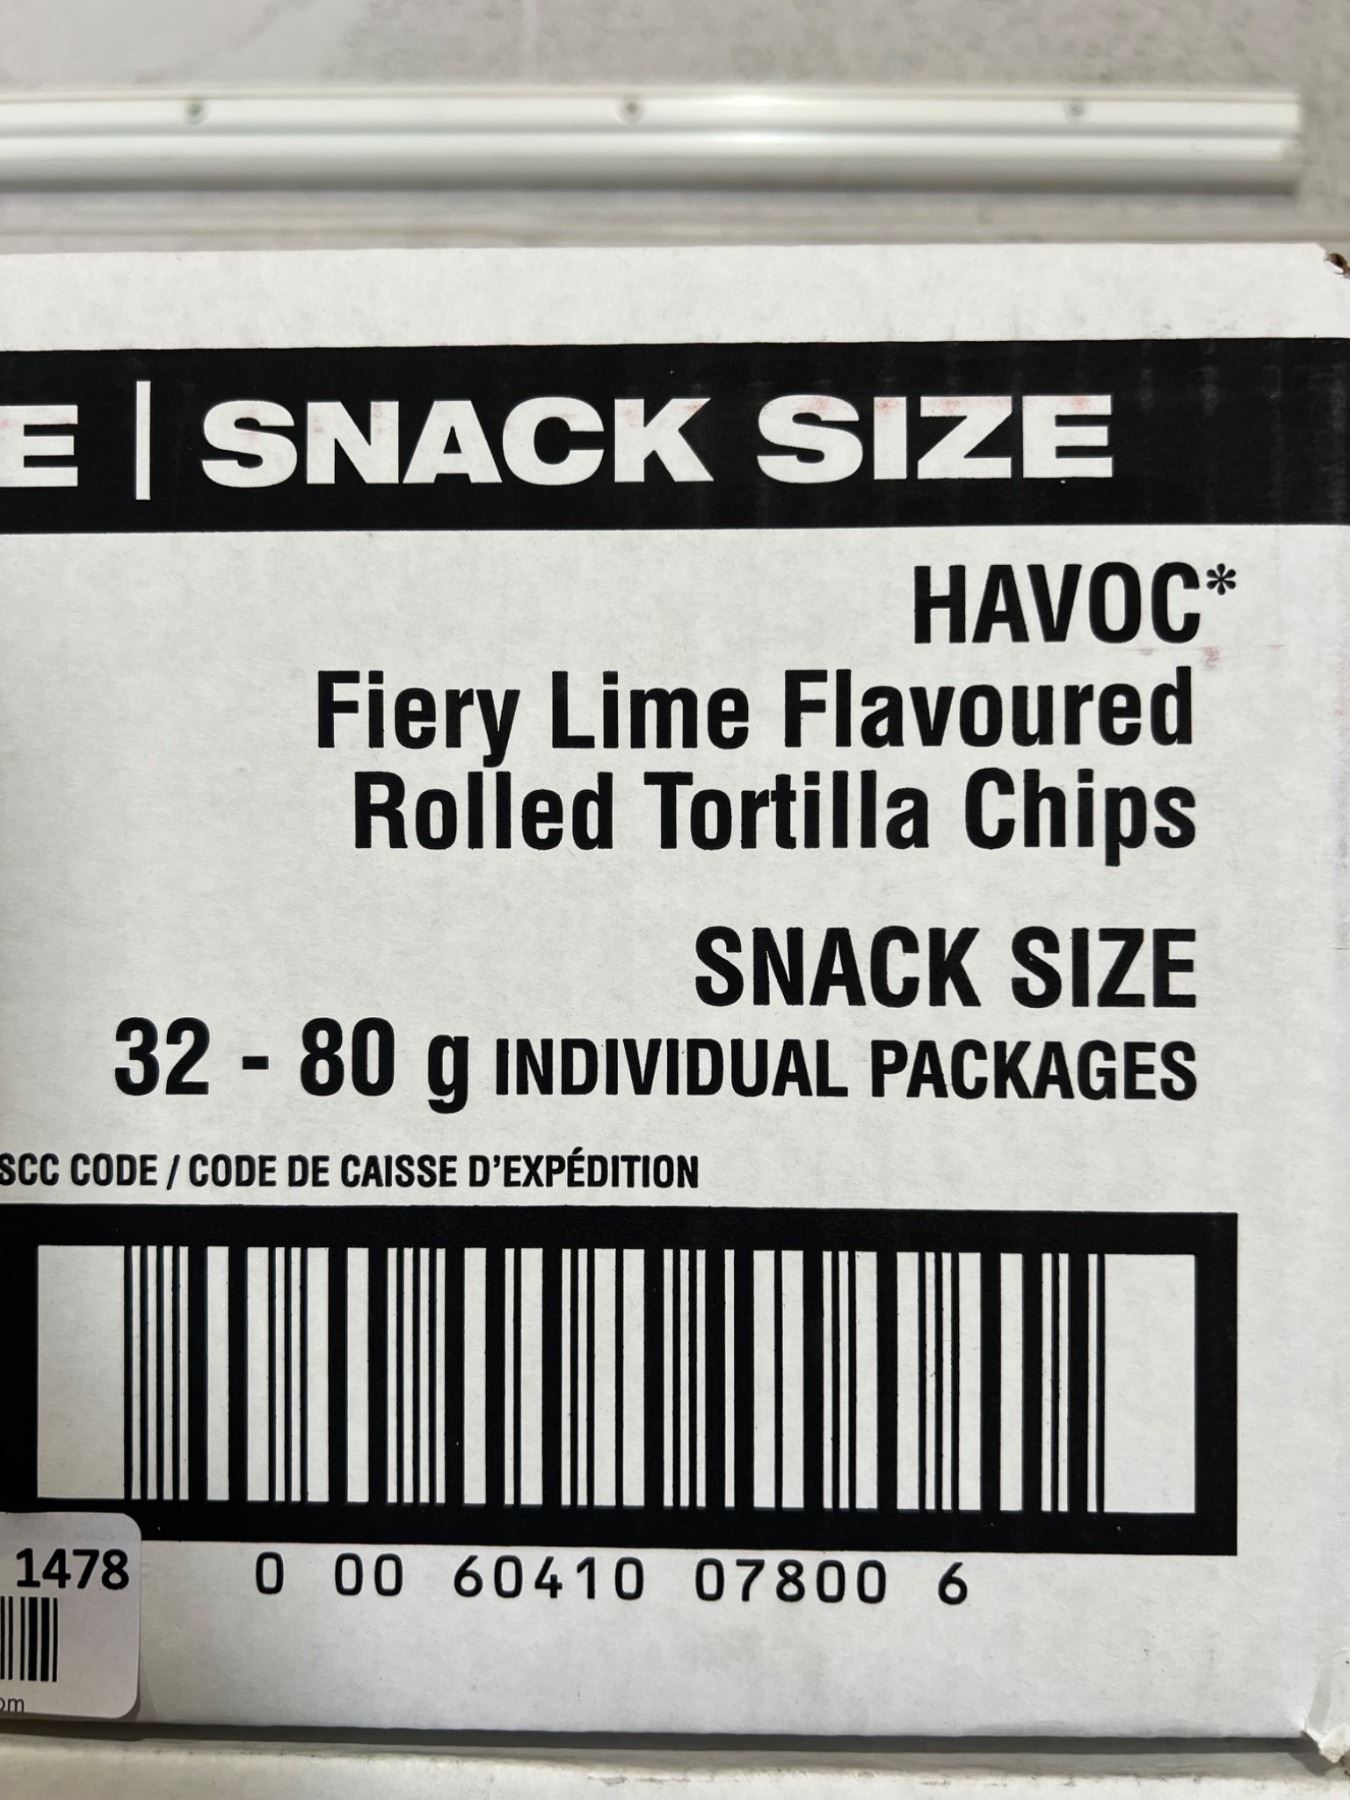 E | SNACK SIZE
HAVOC*
Fiery Lime Flavoured
Rolled Tortilla Chips
SNACK SIZE
32 - 80 g INDIVIDUAL PACKAGES
SCC CODE / CODE DE CAISSE D'EXPÉDITION
1478
0 00 60410 07800 6
om